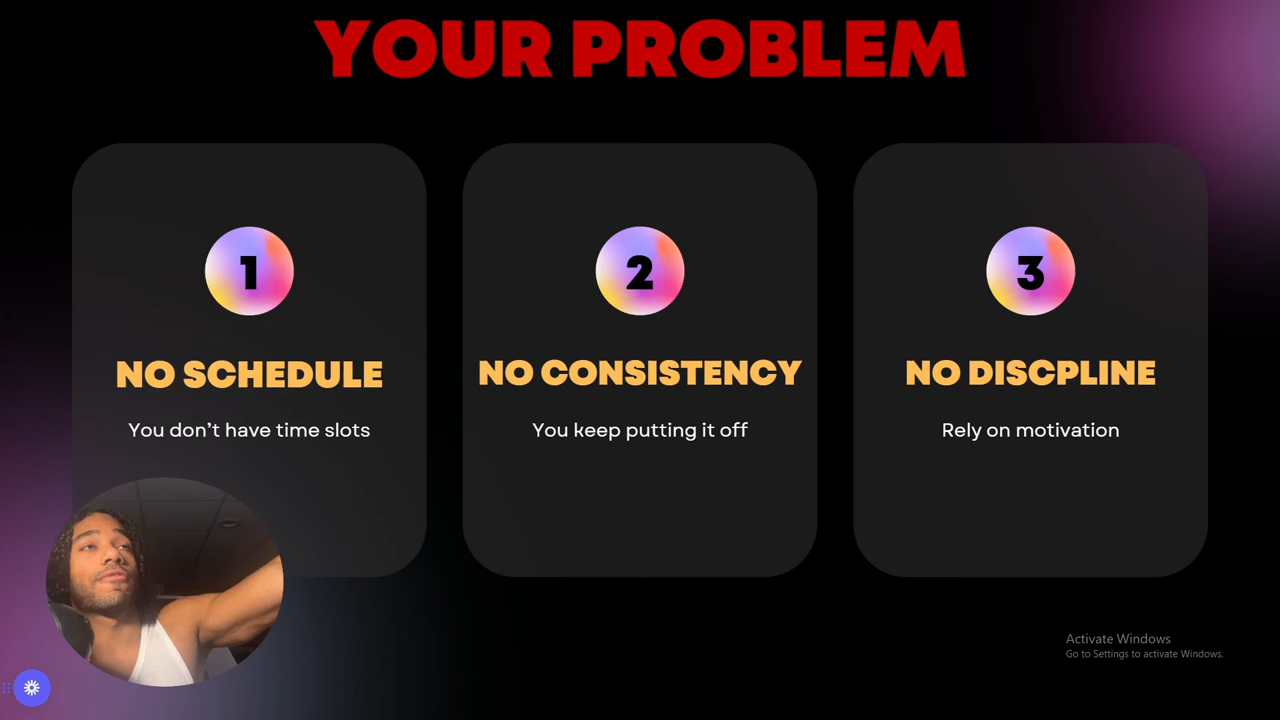 YOUR PROBLEM
1
NO SCHEDULE
You don't have time slots
2
NO CONSISTENCY
You keep putting it off
3
NO DISCPLINE
Rely on motivation
Activate Windows
Go to Settings to activate Windows.